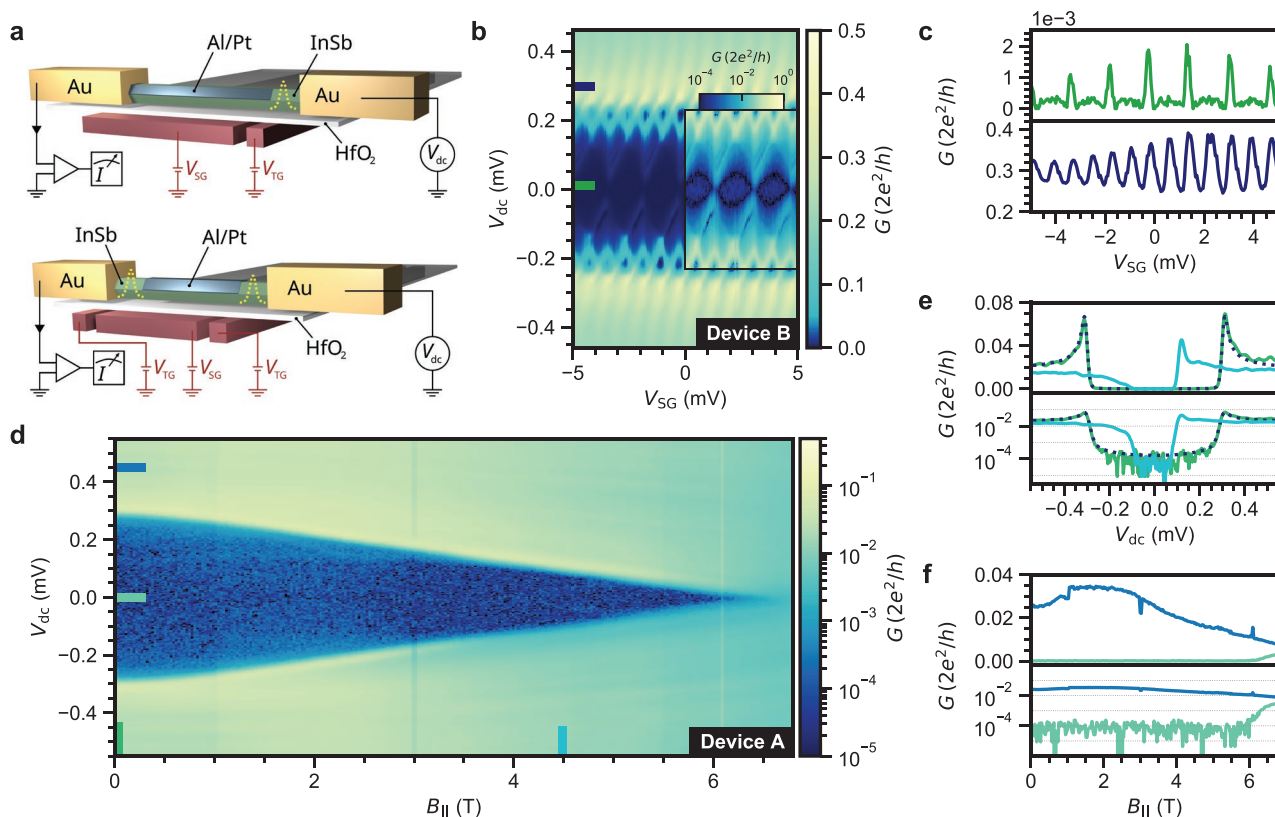 a
Al/Pt
InSb
Au
Au
HfO2
VSG
VTG
Vdc
I
InSb
Al/Pt
Au
Au
HfO2
VTG
VSG
VTG
Vdc
I
b
G (2e²/h)
10⁻⁴ 10⁻² 10⁰
Device B
0.4
0.2
0.0
−0.2
−0.4
Vdc (mV)
−5 0 5
VSG (mV)
0.5
0.4
0.3
0.2
0.1
0.0
G (2e²/h)
c
1e−3
2
1
0
0.4
0.3
0.2
G (2e²/h)
−4 −2 0 2 4
VSG (mV)
d
0.4
0.2
0.0
−0.2
−0.4
Vdc (mV)
Device A
0 2 4 6
B|| (T)
10⁻¹
10⁻²
10⁻³
10⁻⁴
10⁻⁵
G (2e²/h)
e
0.08
0.04
0.00
10⁻²
10⁻⁴
G (2e²/h)
−0.4 −0.2 0.0 0.2 0.4
Vdc (mV)
f
0.04
0.02
0.00
10⁻²
10⁻⁴
G (2e²/h)
0 2 4 6
B|| (T)